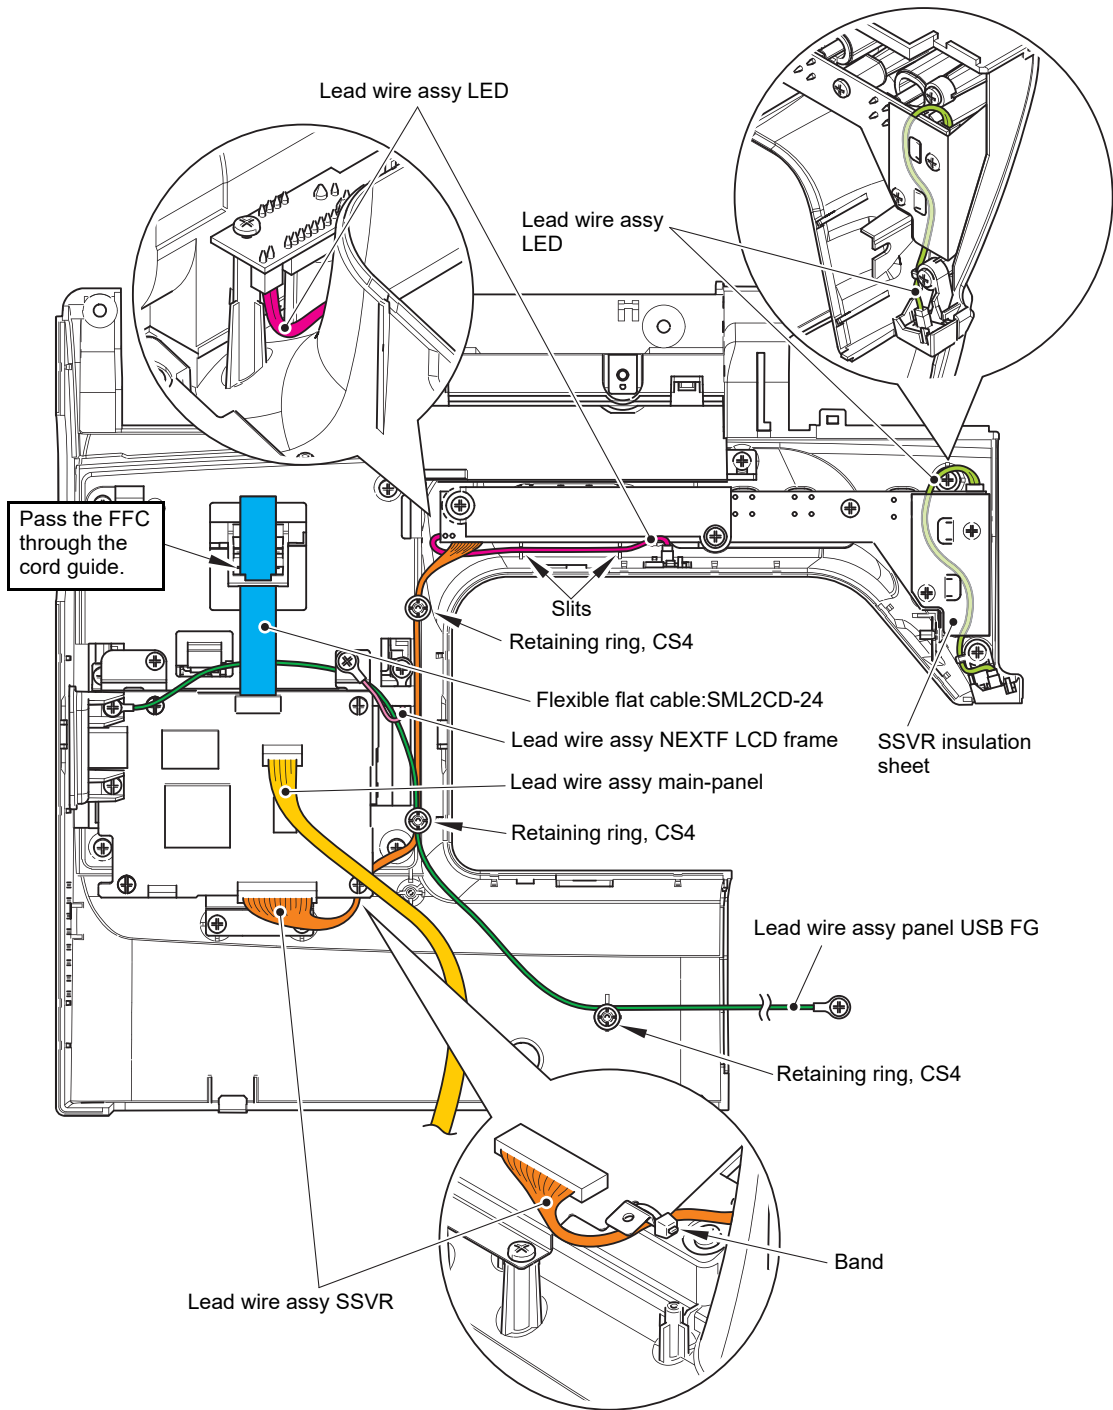 Lead wire assy LED
Lead wire assy
LED
Pass the FFC
through the
cord guide.
Slits
Retaining ring, CS4
Flexible flat cable:SML2CD-24
Lead wire assy NEXTF LCD frame
SSVR insulation
sheet
Lead wire assy main-panel
Retaining ring, CS4
Lead wire assy panel USB FG
Retaining ring, CS4
Band
Lead wire assy SSVR